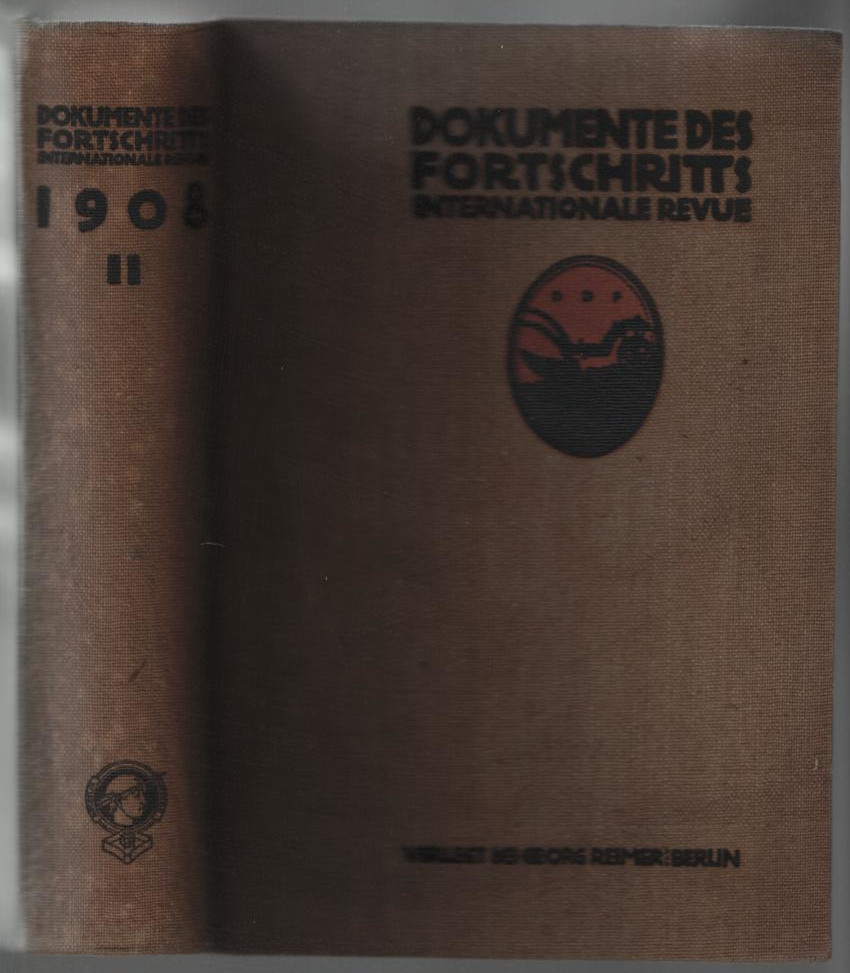 DOKUMENTE DES
FORTSCHRITTS
INTERNATIONALE REVUE
1908
II
DOKUMENTE DES
FORTSCHRITTS
INTERNATIONALE REVUE
D D F
VERLEGT BEI GEORG REIMER BERLIN